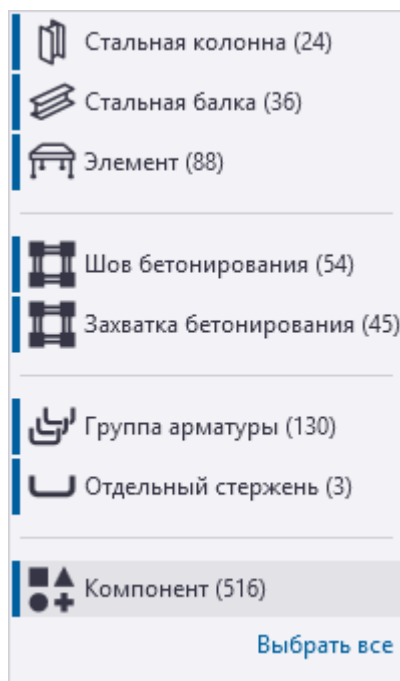 Стальная колонна (24)
Стальная балка (36)
Элемент (88)
Шов бетонирования (54)
Захватка бетонирования (45)
Группа арматуры (130)
Отдельный стержень (3)
Компонент (516)
Выбрать все